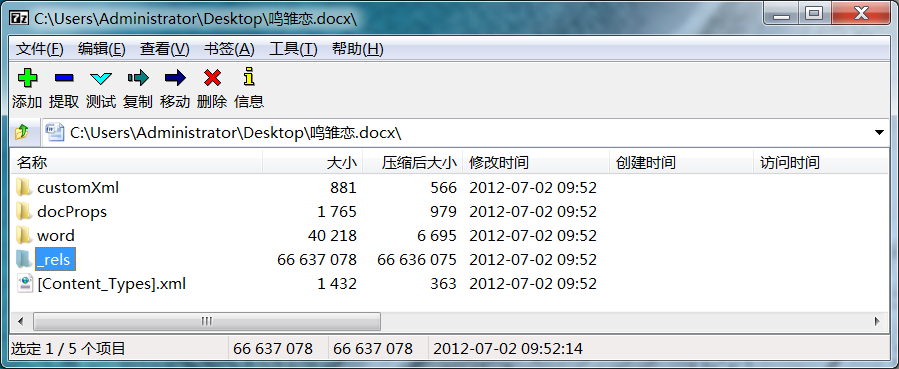 C:\Users\Administrator\Desktop\鸣雏恋.docx\
文件(F) 编辑(E) 查看(V) 书签(A) 工具(T) 帮助(H)
添加 提取 测试 复制 移动 删除 信息
C:\Users\Administrator\Desktop\鸣雏恋.docx\
名称 大小 压缩后大小 修改时间 创建时间 访问时间
customXml 881 566 2012-07-02 09:52
docProps 1 765 979 2012-07-02 09:52
word 40 218 6 695 2012-07-02 09:52
_rels 66 637 078 66 636 075 2012-07-02 09:52
[Content_Types].xml 1 432 363 2012-07-02 09:52
选定 1 / 5 个项目 66 637 078 66 637 078 2012-07-02 09:52:14